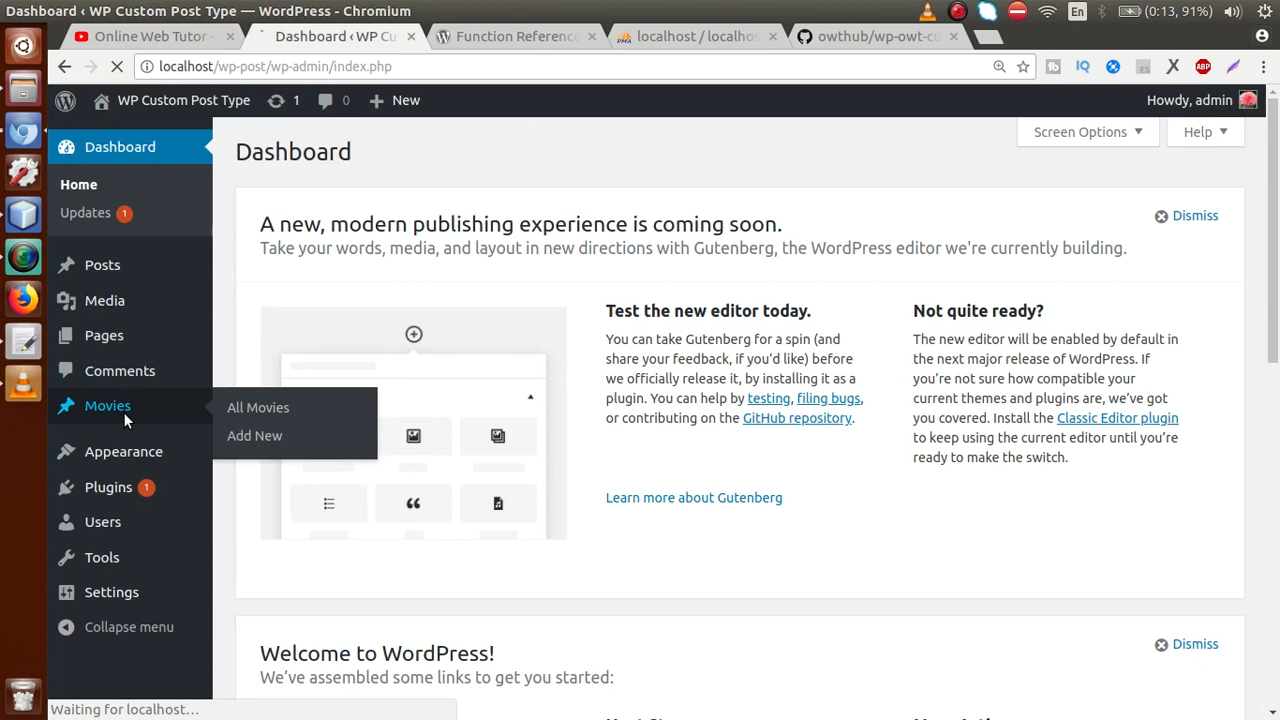 Dashboard ‹ WP Custom Post Type — WordPress - Chromium
En
(0:13, 91%)
Online Web Tutor -
Dashboard ‹ WP Cu
Function Reference
localhost / localhos
owthub/wp-owt-cu
localhost/wp-post/wp-admin/index.php
WP Custom Post Type
1
0
New
Howdy, admin
Dashboard
Home
Updates 1
Posts
Media
Pages
Comments
Movies
All Movies
Add New
Appearance
Plugins 1
Users
Tools
Settings
Collapse menu
Dashboard
Screen Options
Help
A new, modern publishing experience is coming soon.
Dismiss
Take your words, media, and layout in new directions with Gutenberg, the WordPress editor we're currently building.
Test the new editor today.
You can take Gutenberg for a spin (and
share your feedback, if you'd like) before
we officially release it, by installing it as a
plugin. You can help by testing, filing bugs,
or contributing on the GitHub repository.
Learn more about Gutenberg
Not quite ready?
The new editor will be enabled by default in
the next major release of WordPress. If
you're not sure how compatible your
current themes and plugins are, we've got
you covered. Install the Classic Editor plugin
to keep using the current editor until you're
ready to make the switch.
Welcome to WordPress!
Dismiss
We've assembled some links to get you started:
Waiting for localhost...